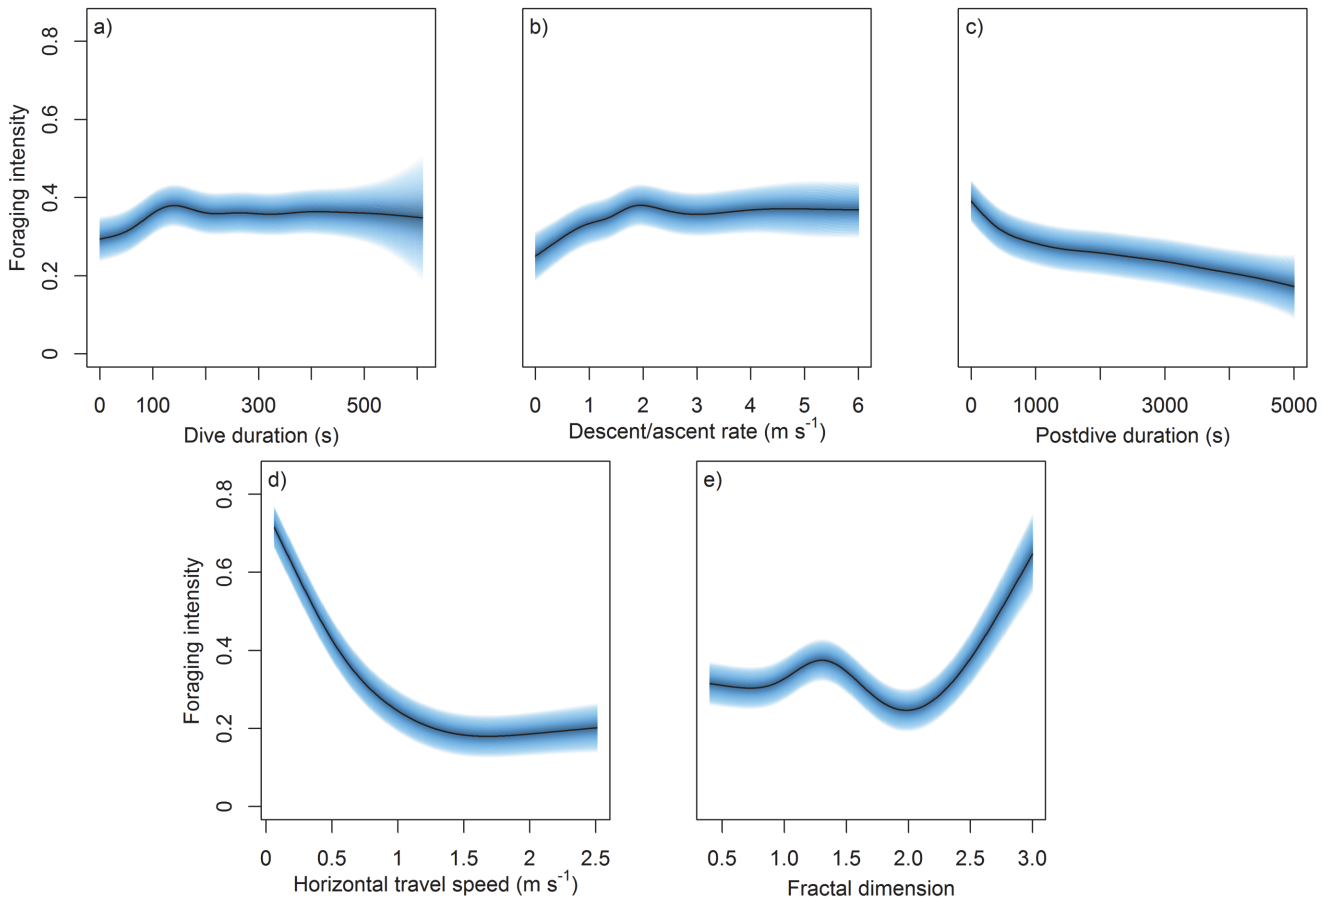 a)
b)
c)
Foraging intensity
0.8
0.6
0.4
0.2
0
0 100 300 500
Dive duration (s)
0 1 2 3 4 5 6
Descent/ascent rate (m s⁻¹)
0 1000 3000 5000
Postdive duration (s)
d)
e)
Foraging intensity
0.8
0.6
0.4
0.2
0
0 0.5 1 1.5 2.0 2.5
Horizontal travel speed (m s⁻¹)
0.5 1.0 1.5 2.0 2.5 3.0
Fractal dimension